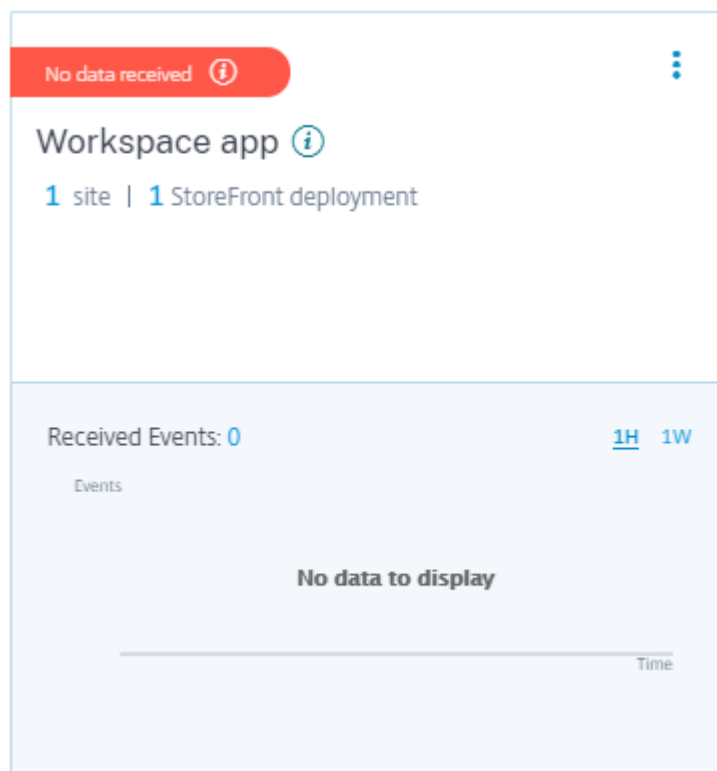 No data received
Workspace app
1 site | 1 StoreFront deployment
Received Events: 0
1H 1W
Events
No data to display
Time